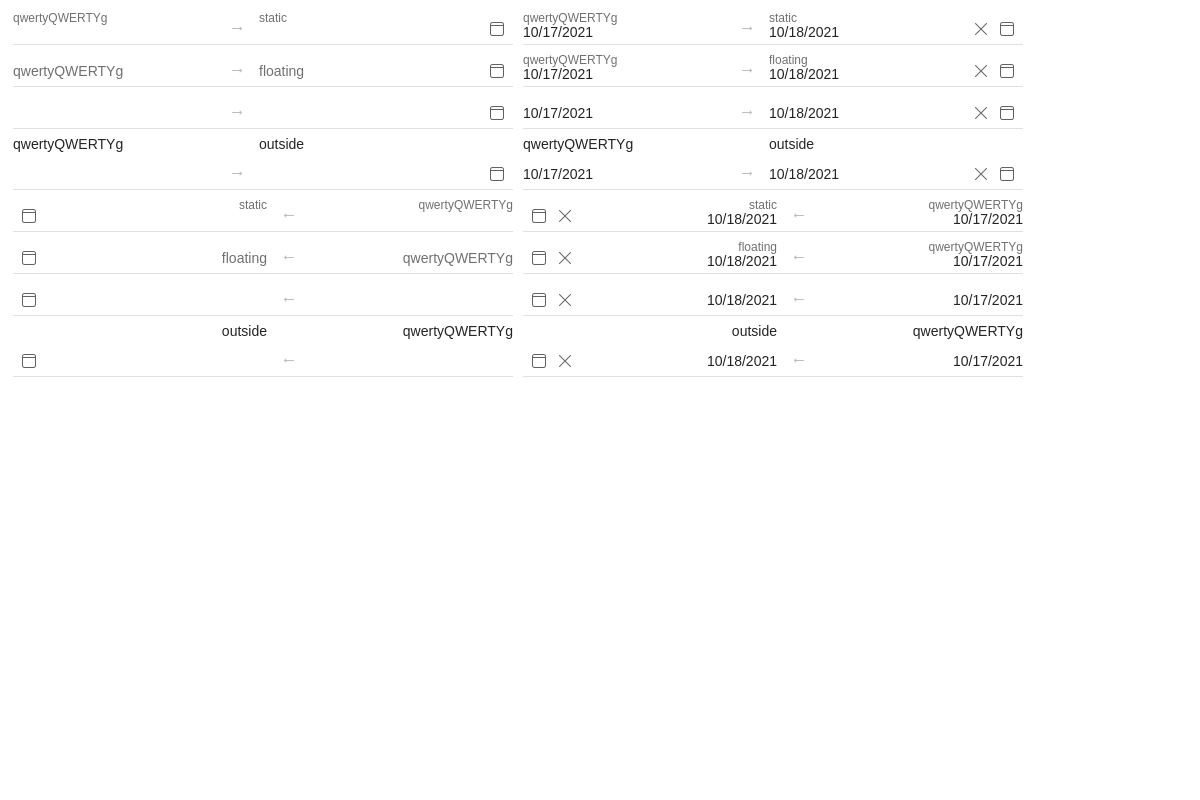 qwertyQWERTYg → static qwertyQWERTYg → static
10/17/2021 10/18/2021
qwertyQWERTYg → floating qwertyQWERTYg → floating
10/17/2021 10/18/2021
→ 10/17/2021 → 10/18/2021
qwertyQWERTYg outside qwertyQWERTYg outside
→ 10/17/2021 → 10/18/2021
static ← qwertyQWERTYg static ← qwertyQWERTYg
10/18/2021 10/17/2021
floating ← qwertyQWERTYg floating ← qwertyQWERTYg
10/18/2021 10/17/2021
← 10/18/2021 ← 10/17/2021
outside qwertyQWERTYg outside qwertyQWERTYg
← 10/18/2021 ← 10/17/2021